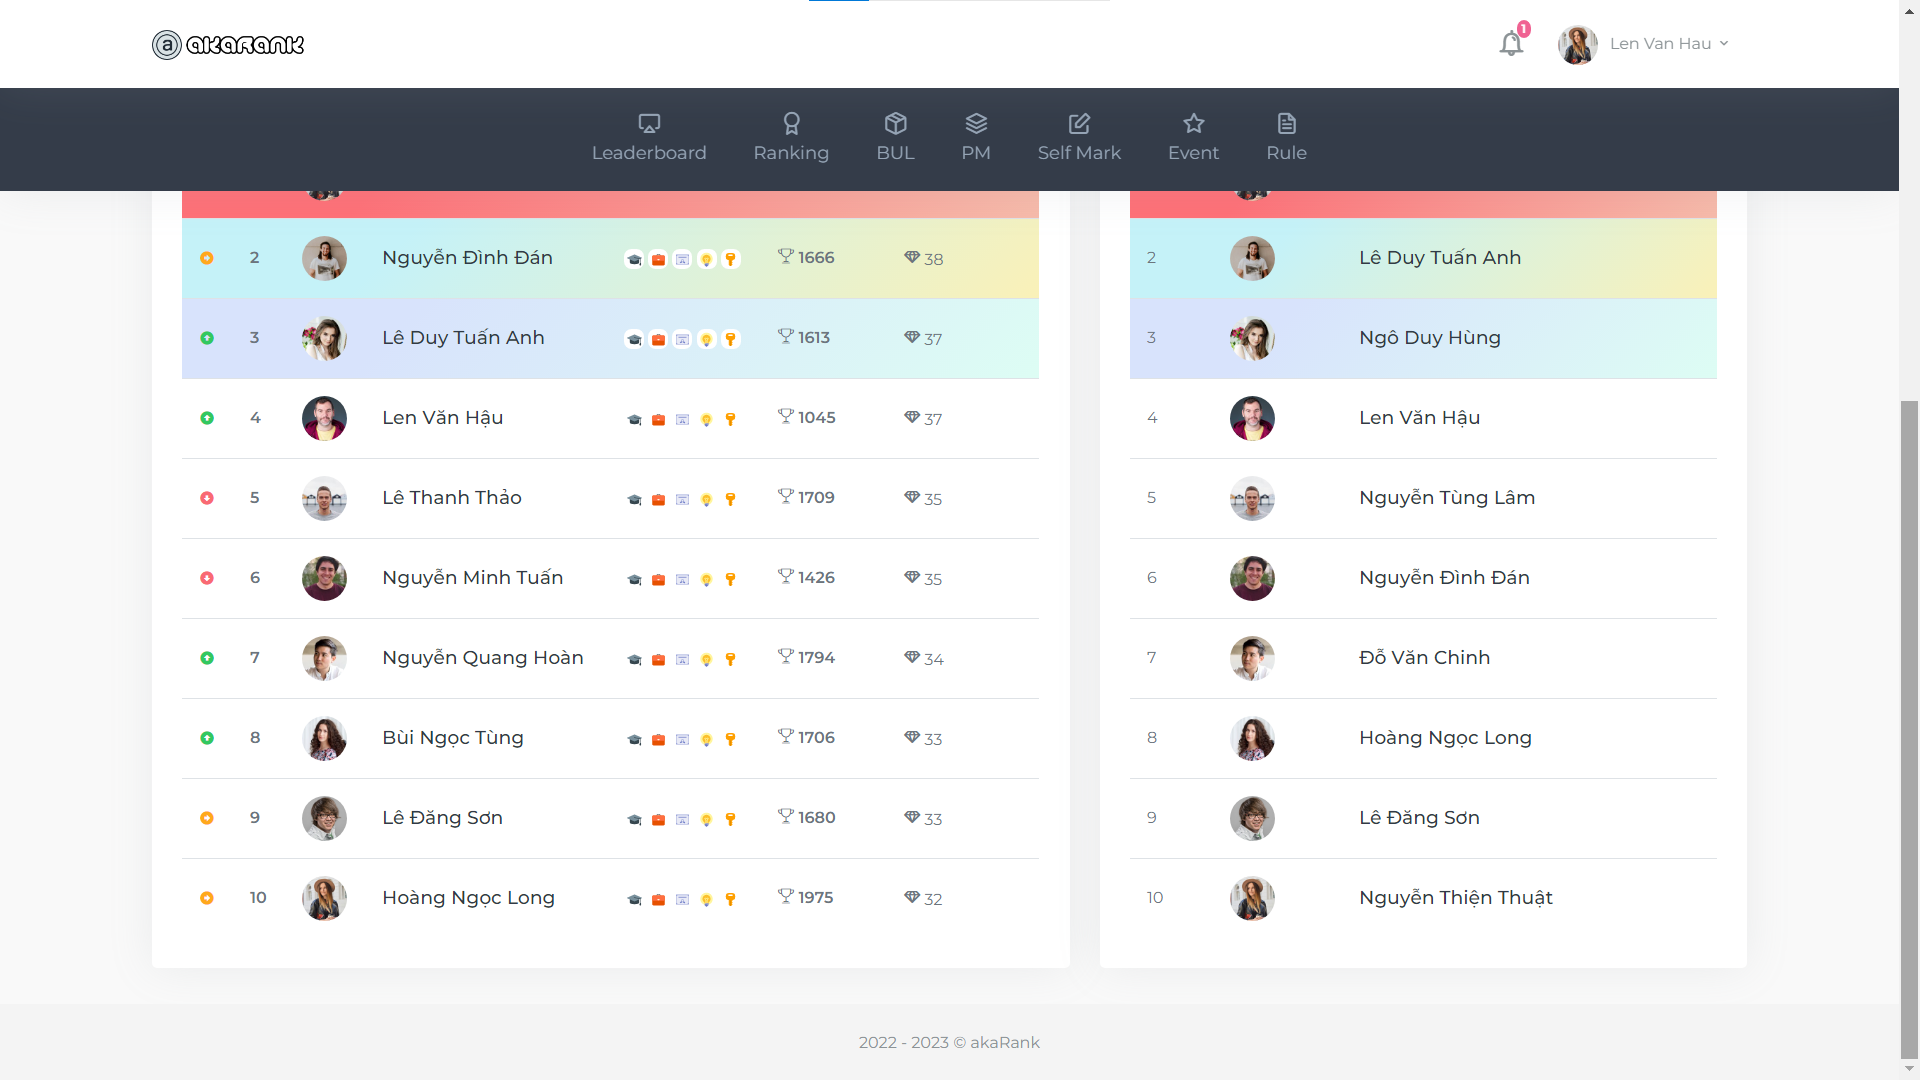 a akaRank
1
Len Van Hau
Leaderboard Ranking BUL PM Self Mark Event Rule
2 Nguyễn Đình Đán 1666 38
3 Lê Duy Tuấn Anh 1613 37
4 Len Văn Hậu 1045 37
5 Lê Thanh Thảo 1709 35
6 Nguyễn Minh Tuấn 1426 35
7 Nguyễn Quang Hoàn 1794 34
8 Bùi Ngọc Tùng 1706 33
9 Lê Đăng Sơn 1680 33
10 Hoàng Ngọc Long 1975 32
2 Lê Duy Tuấn Anh
3 Ngô Duy Hùng
4 Len Văn Hậu
5 Nguyễn Tùng Lâm
6 Nguyễn Đình Đán
7 Đỗ Văn Chinh
8 Hoàng Ngọc Long
9 Lê Đăng Sơn
10 Nguyễn Thiện Thuật
2022 - 2023 © akaRank